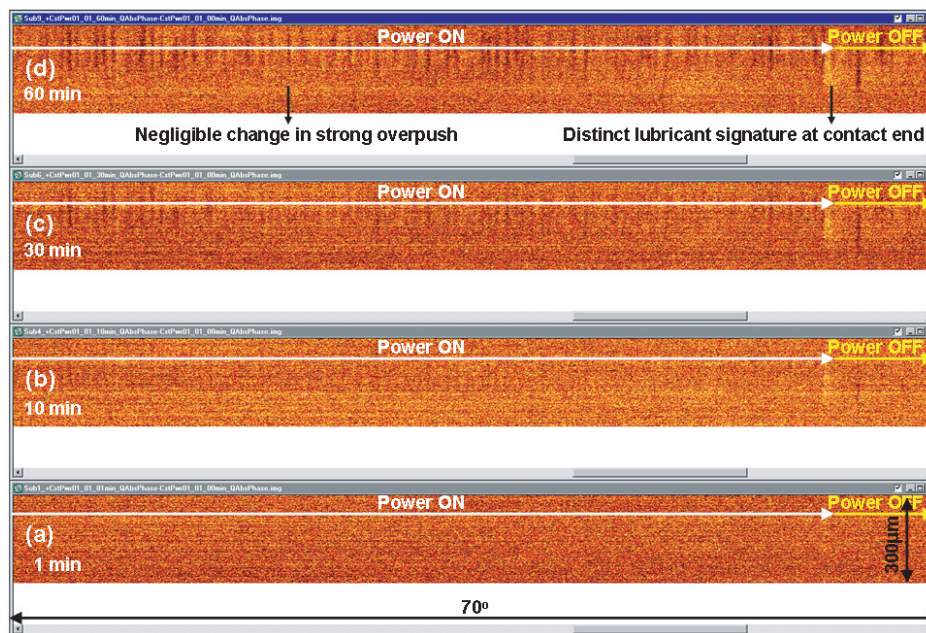 Sub9_+CstPwr01_01_60min_QAbsPhase-CstPwr01_01_00min_QAbsPhase.img
Power ON
Power OFF
(d)
60 min
Negligible change in strong overpush
Distinct lubricant signature at contact end
Sub6_+CstPwr01_01_30min_QAbsPhase-CstPwr01_01_00min_QAbsPhase.img
Power ON
Power OFF
(c)
30 min
Sub4_+CstPwr01_01_10min_QAbsPhase-CstPwr01_01_00min_QAbsPhase.img
Power ON
Power OFF
(b)
10 min
Sub1_+CstPwr01_01_01min_QAbsPhase-CstPwr01_01_00min_QAbsPhase.img
Power ON
Power OFF
(a)
1 min
300µm
70º